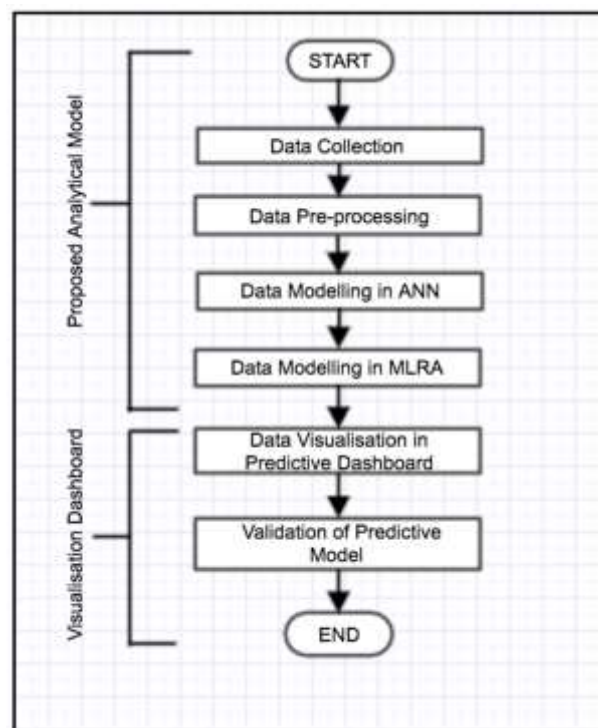 START
Data Collection
Data Pre-processing
Data Modelling in ANN
Data Modelling in MLRA
Data Visualisation in
Predictive Dashboard
Validation of Predictive
Model
END
Proposed Analytical Model
Visualisation Dashboard